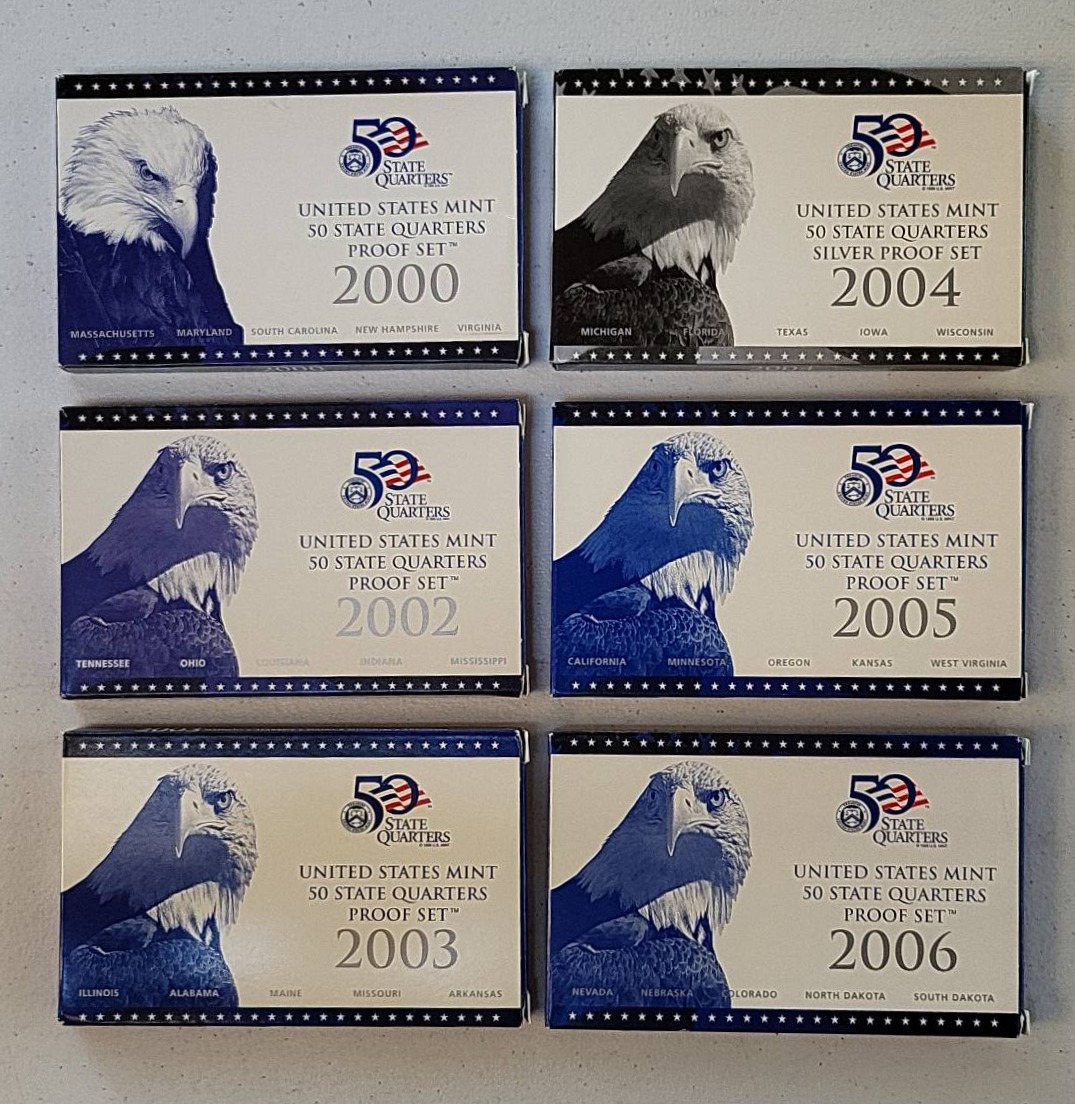 50
STATE
QUARTERS™
UNITED STATES MINT
50 STATE QUARTERS
PROOF SET™
2000
MASSACHUSETTS MARYLAND SOUTH CAROLINA NEW HAMPSHIRE VIRGINIA
50
STATE
QUARTERS
UNITED STATES MINT
50 STATE QUARTERS
SILVER PROOF SET
2004
MICHIGAN FLORIDA TEXAS IOWA WISCONSIN
50
STATE
QUARTERS
UNITED STATES MINT
50 STATE QUARTERS
PROOF SET™
2002
TENNESSEE OHIO LOUISIANA INDIANA MISSISSIPPI
50
STATE
QUARTERS
UNITED STATES MINT
50 STATE QUARTERS
PROOF SET™
2005
CALIFORNIA MINNESOTA OREGON KANSAS WEST VIRGINIA
50
STATE
QUARTERS
UNITED STATES MINT
50 STATE QUARTERS
PROOF SET™
2003
ILLINOIS ALABAMA MAINE MISSOURI ARKANSAS
50
STATE
QUARTERS
UNITED STATES MINT
50 STATE QUARTERS
PROOF SET™
2006
NEVADA NEBRASKA COLORADO NORTH DAKOTA SOUTH DAKOTA